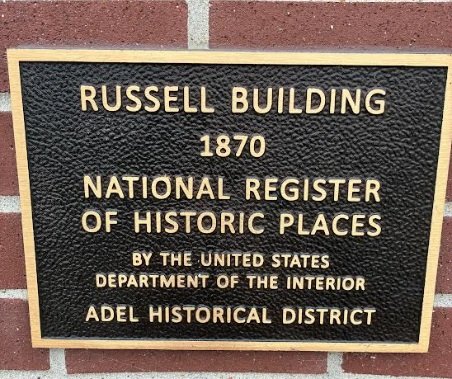 RUSSELL BUILDING
1870
NATIONAL REGISTER
OF HISTORIC PLACES
BY THE UNITED STATES
DEPARTMENT OF THE INTERIOR
ADEL HISTORICAL DISTRICT